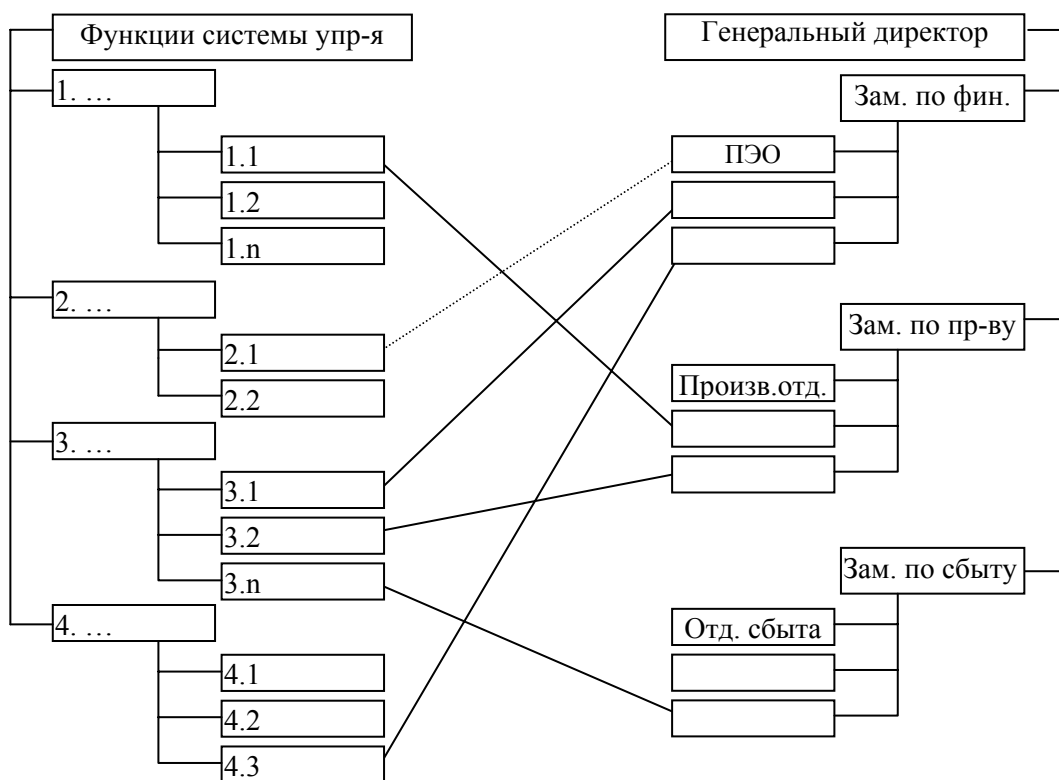 Функции системы упр-я
1. …
1.1
1.2
1.n
2. …
2.1
2.2
3. …
3.1
3.2
3.n
4. …
4.1
4.2
4.3
Генеральный директор
Зам. по фин.
ПЭО
Зам. по пр-ву
Произв.отд.
Зам. по сбыту
Отд. сбыта